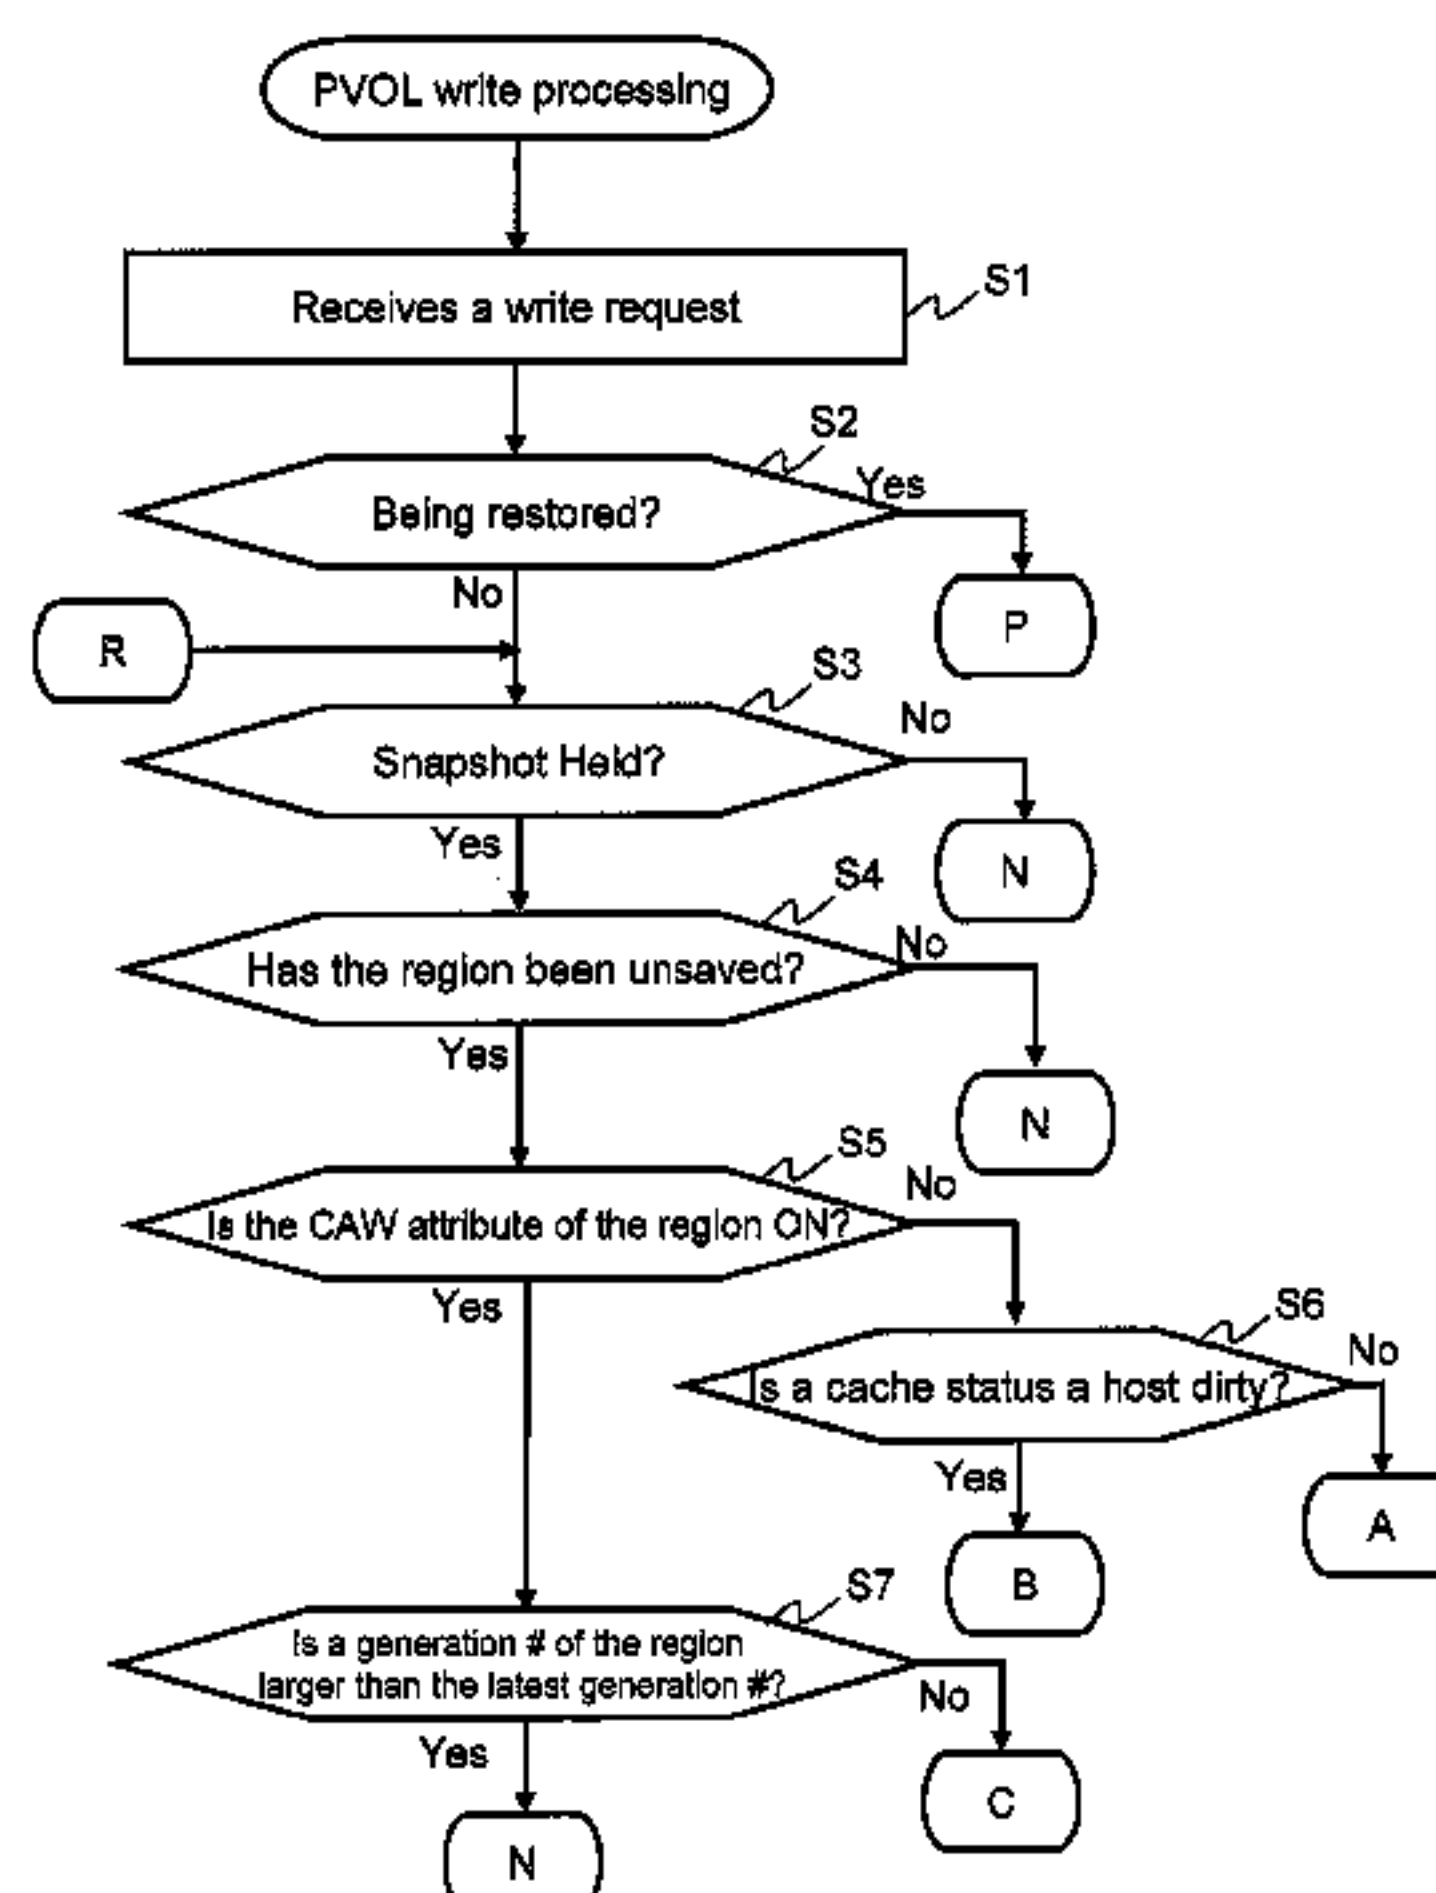 PVOL write processing
Receives a write request
S1
S2
Being restored?
Yes
No
P
R
S3
Snapshot Held?
No
Yes
N
S4
Has the region been unsaved?
No
Yes
N
S5
Is the CAW attribute of the region ON?
No
Yes
S6
Is a cache status a host dirty?
No
Yes
A
B
S7
Is a generation # of the region
larger than the latest generation #?
No
Yes
C
N